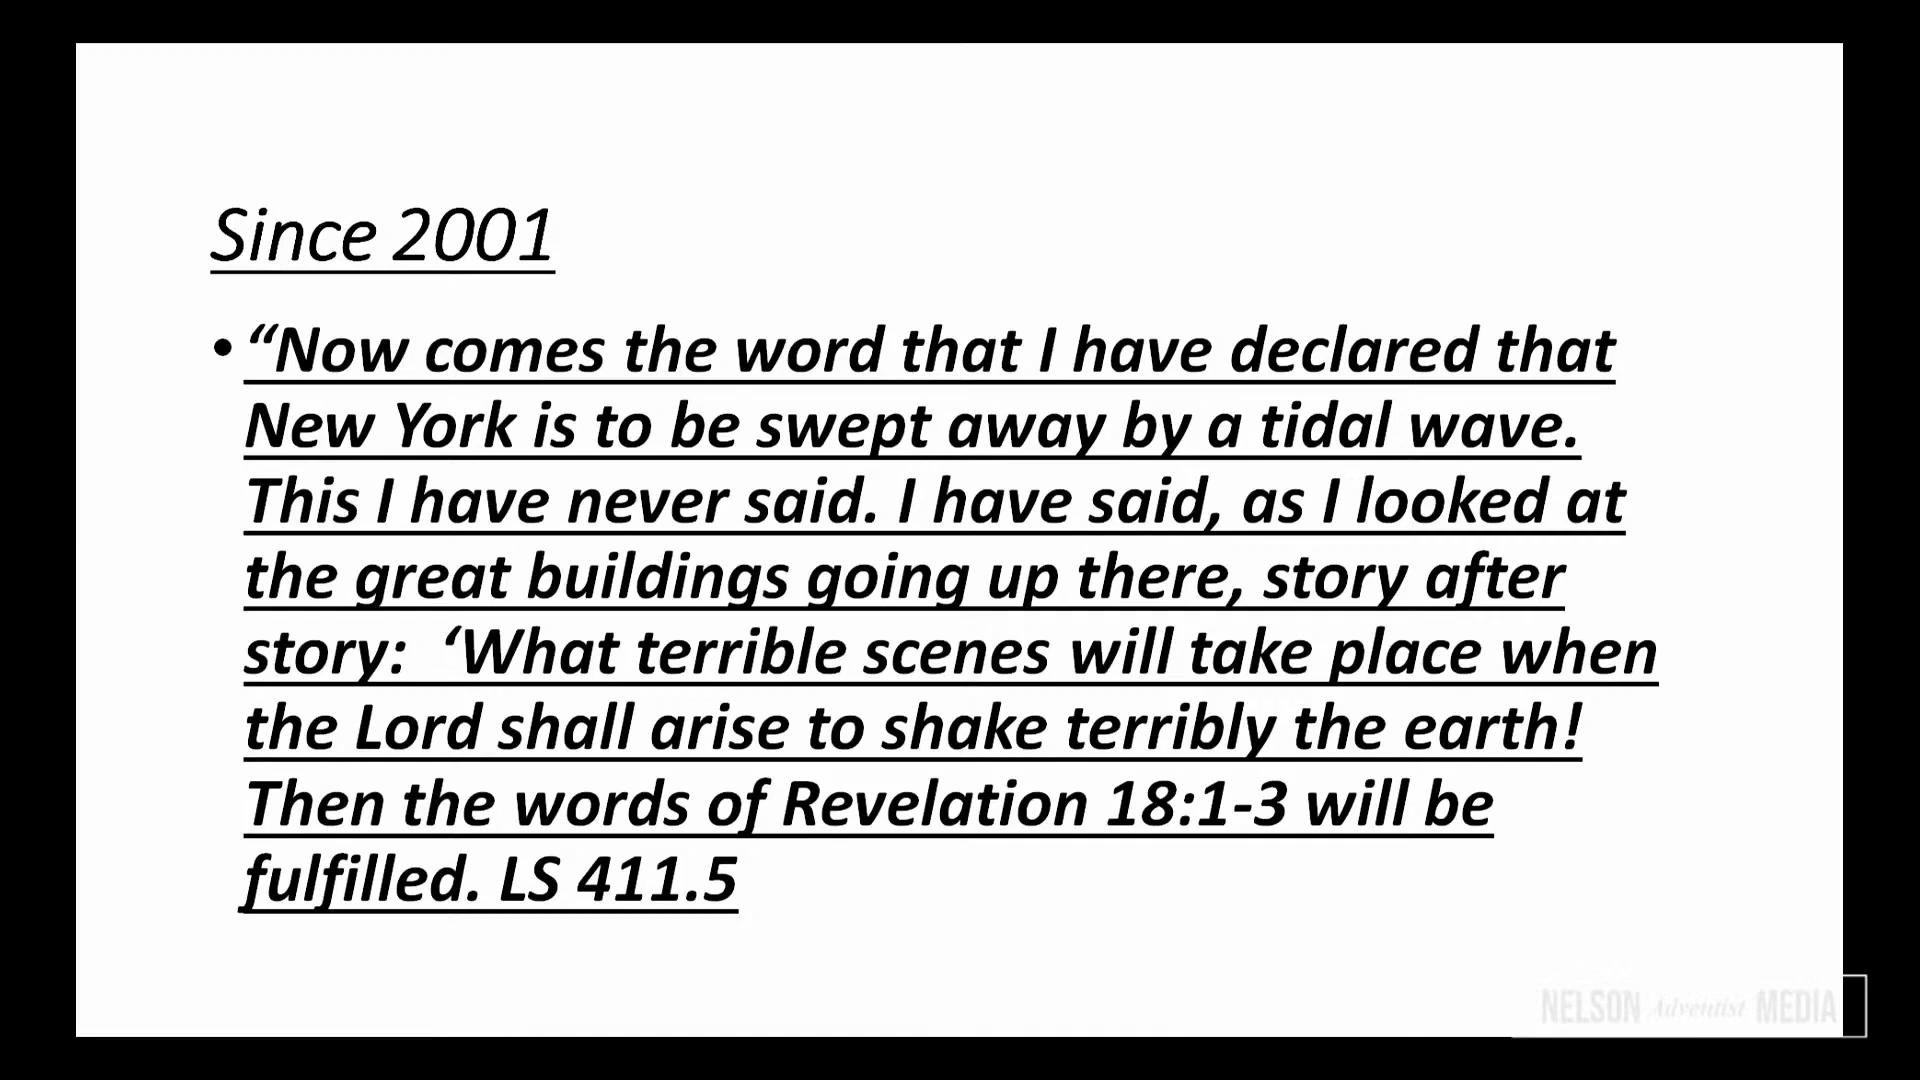 Since 2001
• “Now comes the word that I have declared that
New York is to be swept away by a tidal wave.
This I have never said. I have said, as I looked at
the great buildings going up there, story after
story:  ‘What terrible scenes will take place when
the Lord shall arise to shake terribly the earth!
Then the words of Revelation 18:1-3 will be
fulfilled. LS 411.5
NELSON Adventist MEDIA